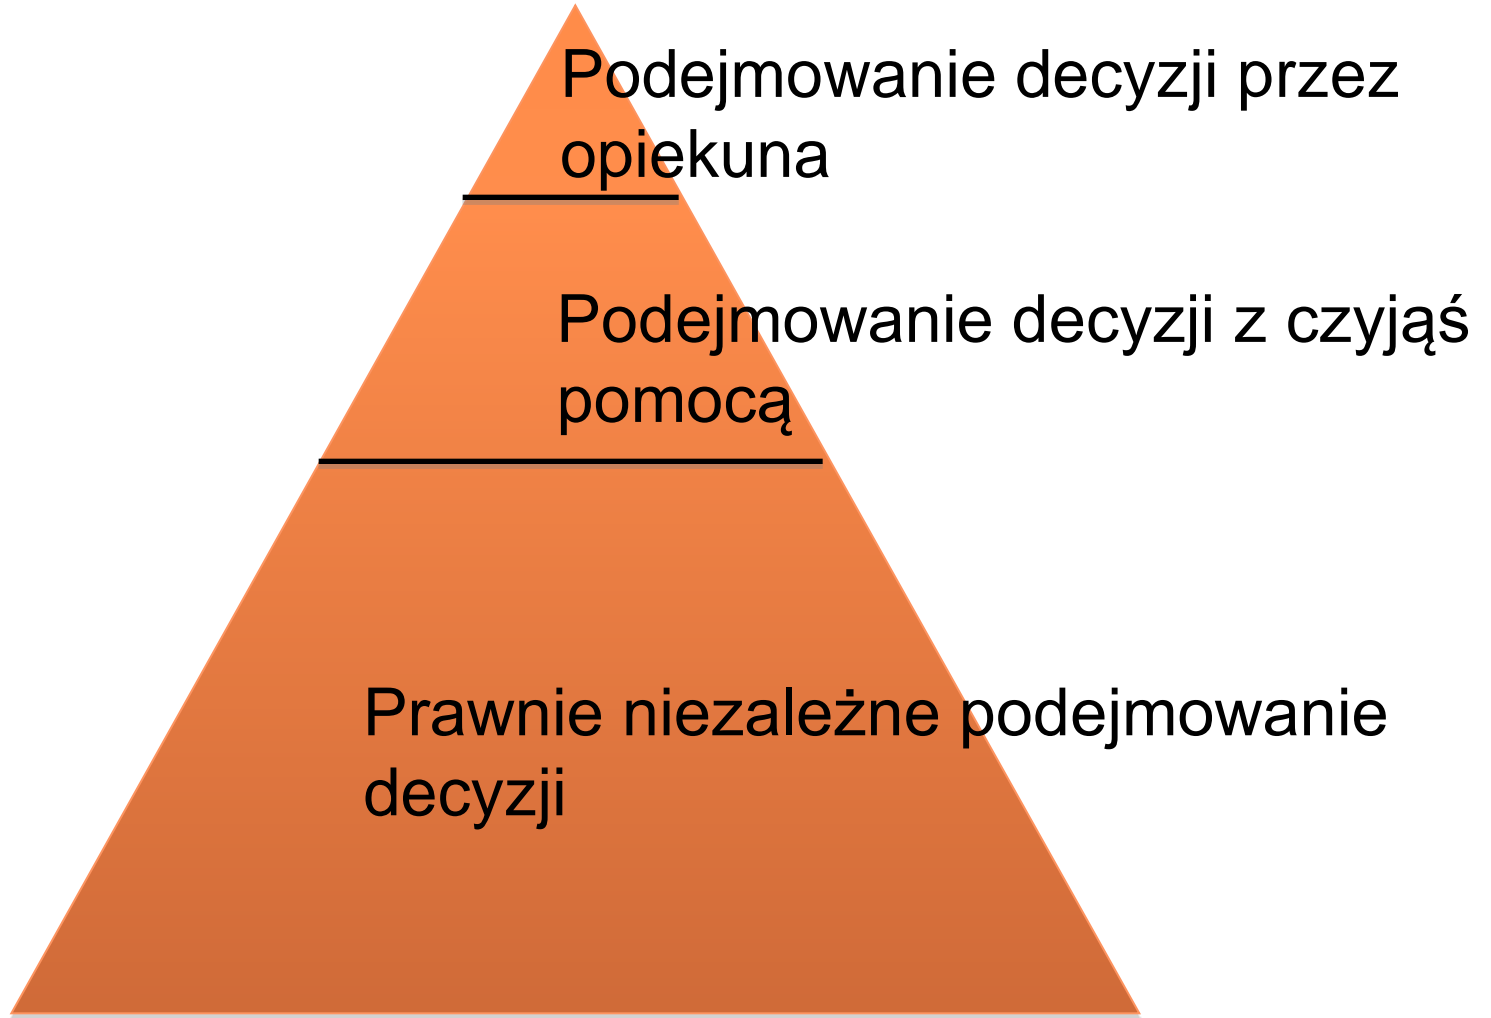 Podejmowanie decyzji przez
opiekuna
Podejmowanie decyzji z czyjąś
pomocą
Prawnie niezależne podejmowanie
decyzji